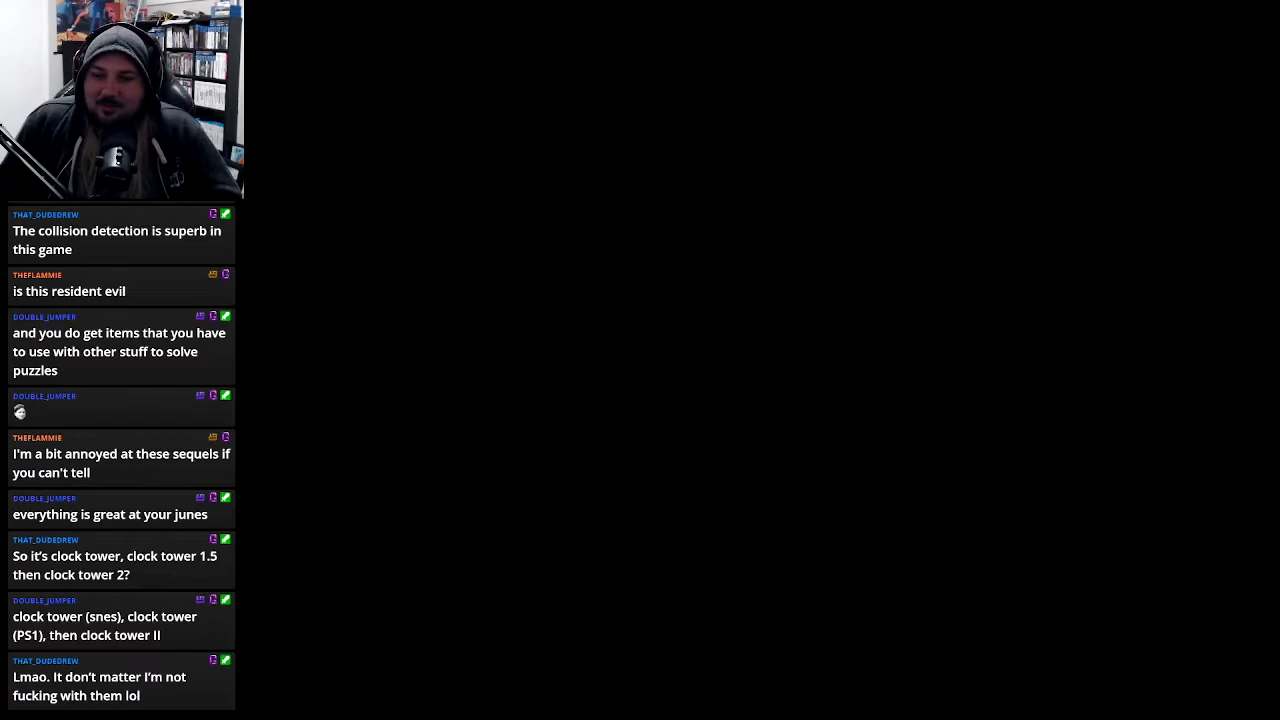 THAT_DUDEDREW
The collision detection is superb in
this game
THEFLAMMIE
is this resident evil
DOUBLE_JUMPER
and you do get items that you have
to use with other stuff to solve
puzzles
DOUBLE_JUMPER
THEFLAMMIE
I'm a bit annoyed at these sequels if
you can't tell
DOUBLE_JUMPER
everything is great at your junes
THAT_DUDEDREW
So it’s clock tower, clock tower 1.5
then clock tower 2?
DOUBLE_JUMPER
clock tower (snes), clock tower
(PS1), then clock tower II
THAT_DUDEDREW
Lmao. It don’t matter I’m not
fucking with them lol